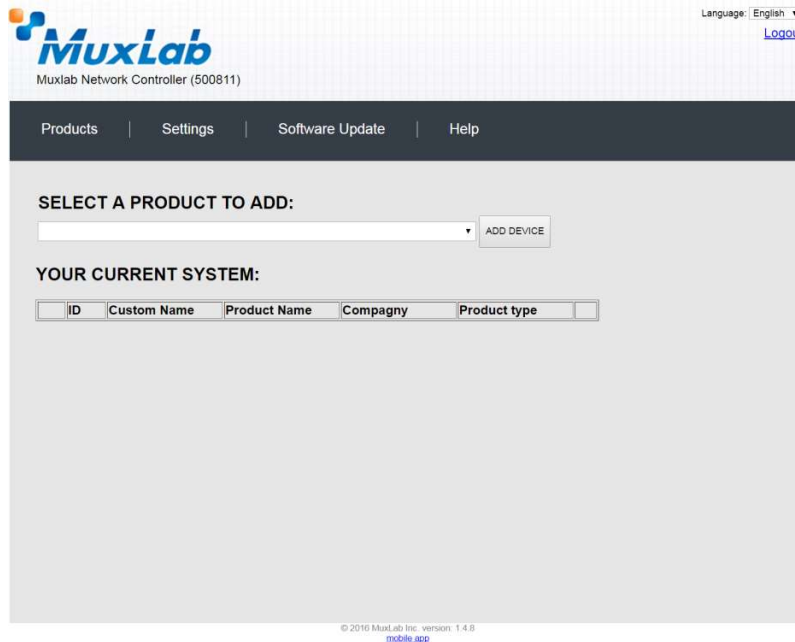 Language: English
Logou
MuxLab
Muxlab Network Controller (500811)
Products | Settings | Software Update | Help
SELECT A PRODUCT TO ADD:
ADD DEVICE
YOUR CURRENT SYSTEM:
ID Custom Name Product Name Compagny Product type
© 2016 MuxLab Inc. version: 1.4.8
mobile app